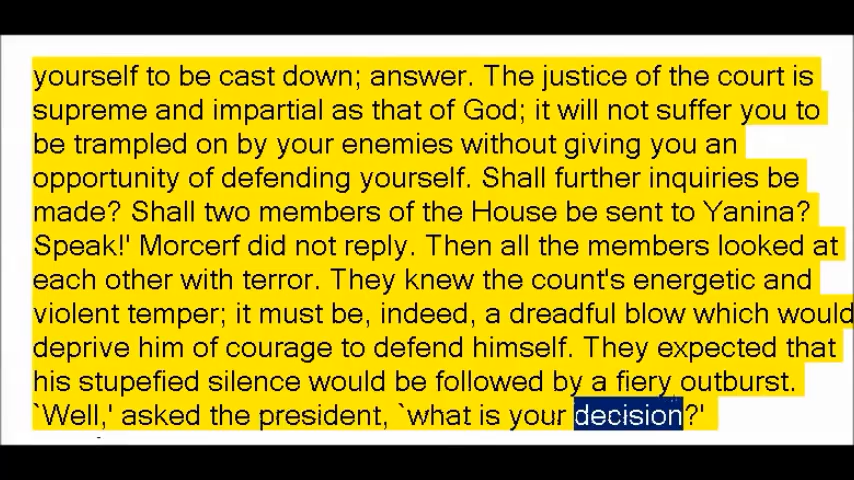 yourself to be cast down; answer. The justice of the court is
supreme and impartial as that of God; it will not suffer you to
be trampled on by your enemies without giving you an
opportunity of defending yourself. Shall further inquiries be
made? Shall two members of the House be sent to Yanina?
Speak!' Morcerf did not reply. Then all the members looked at
each other with terror. They knew the count's energetic and
violent temper; it must be, indeed, a dreadful blow which would
deprive him of courage to defend himself. They expected that
his stupefied silence would be followed by a fiery outburst.
`Well,' asked the president, `what is your decision?'